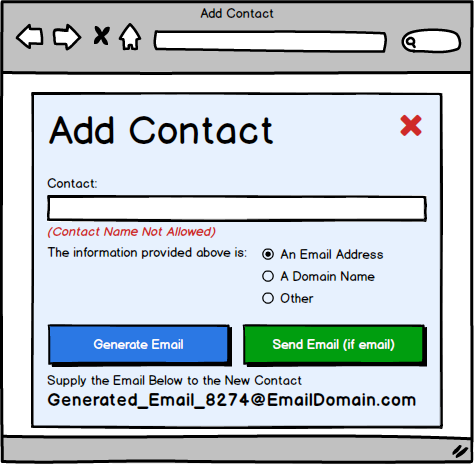 Add Contact
Add Contact
Contact:
(Contact Name Not Allowed)
The information provided above is:
An Email Address
A Domain Name
Other
Generate Email
Send Email (if email)
Supply the Email Below to the New Contact
Generated_Email_8274@EmailDomain.com